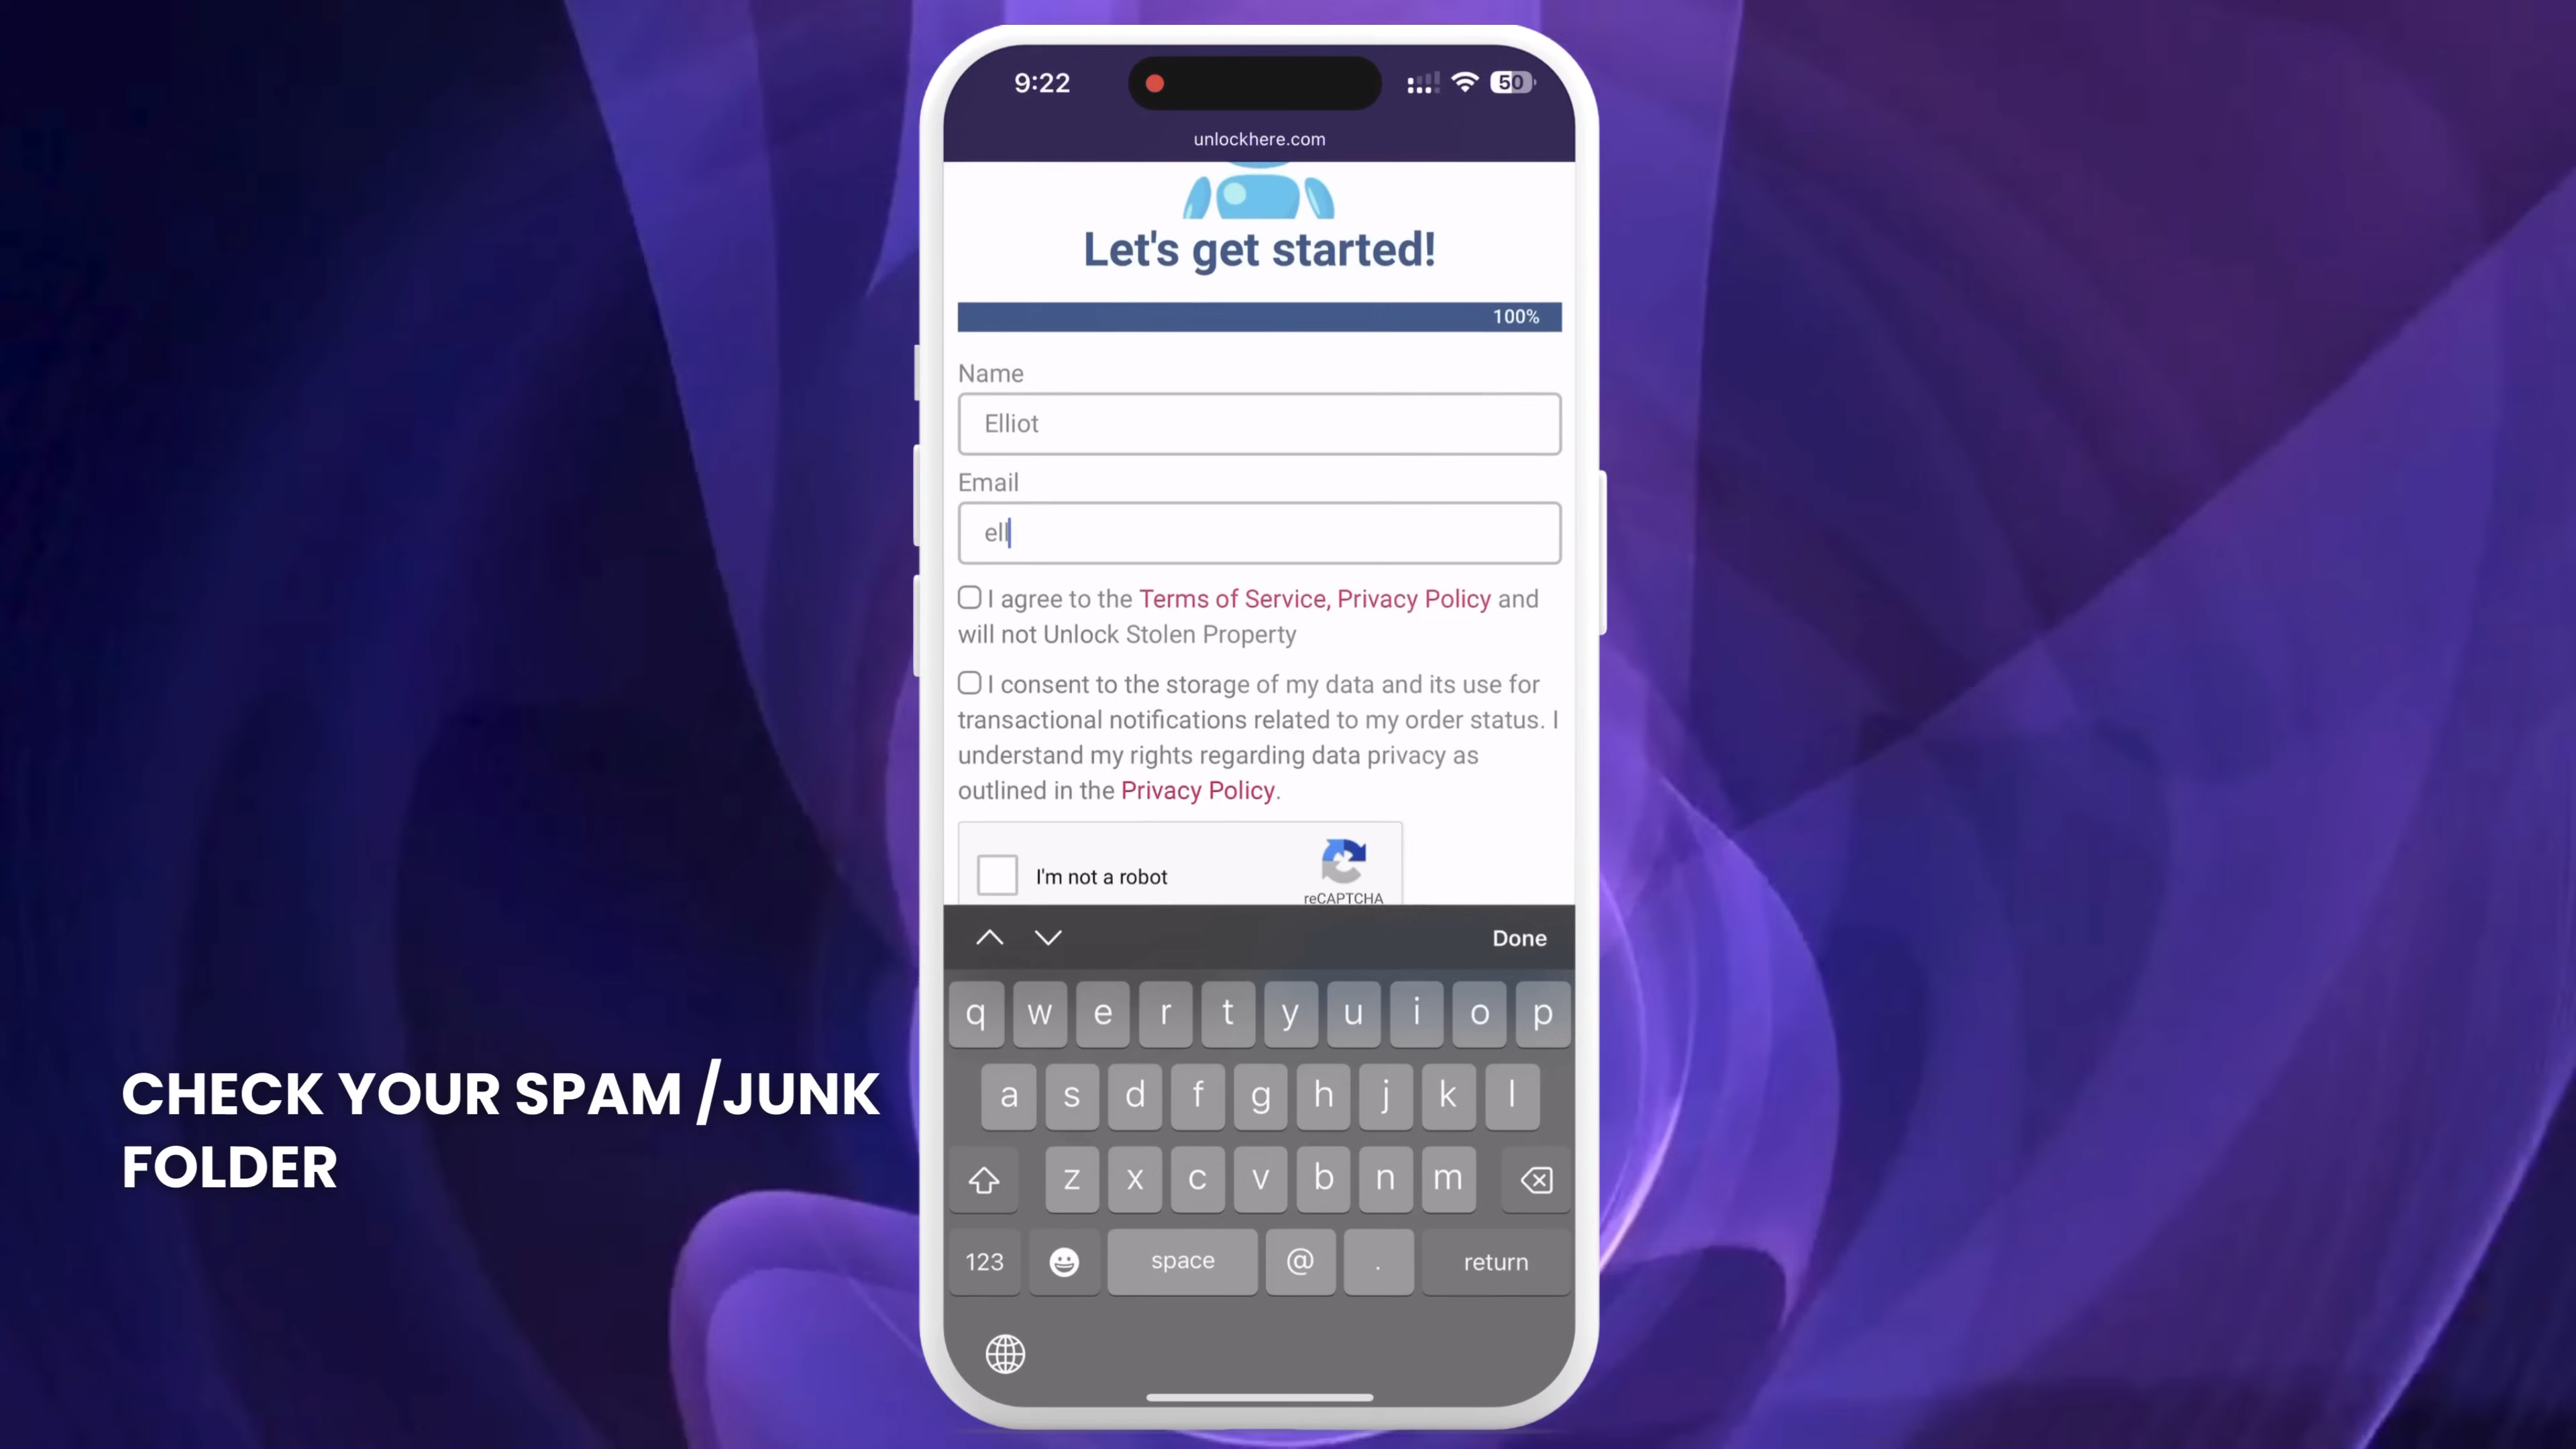 9:22
50
unlockhere.com
Let's get started!
100%
Name
Elliot
Email
ell
I agree to the Terms of Service, Privacy Policy and
will not Unlock Stolen Property
I consent to the storage of my data and its use for
transactional notifications related to my order status. I
understand my rights regarding data privacy as
outlined in the Privacy Policy.
I'm not a robot
reCAPTCHA
Done
q w e r t y u i o p
a s d f g h j k l
z x c v b n m
123 space @ . return
CHECK YOUR SPAM /JUNK
FOLDER